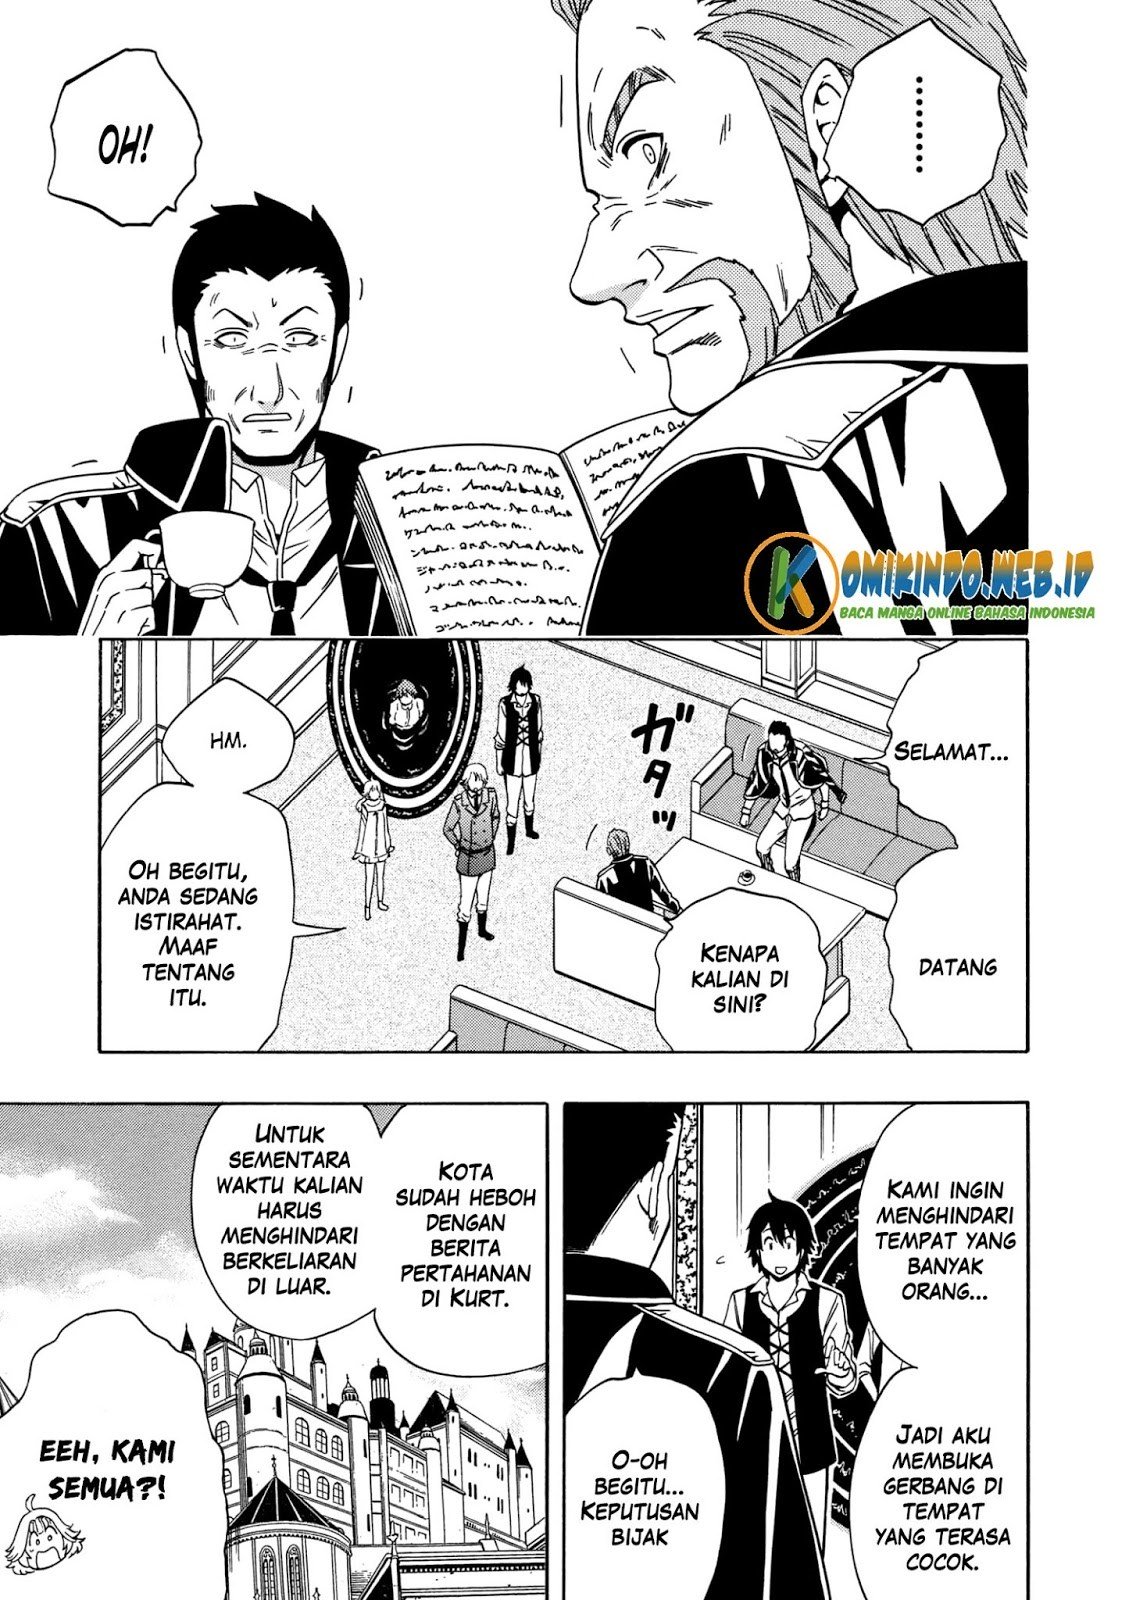 .........
OH!
KOMIKINDO.WEB.ID
BACA MANGA ONLINE BAHASA INDONESIA
SELAMAT...
DATANG
ガタッ
KENAPA
KALIAN DI
SINI?
HM.
OH BEGITU,
ANDA SEDANG
ISTIRAHAT.
MAAF
TENTANG
ITU.
KAMI INGIN
MENGHINDARI
TEMPAT YANG
BANYAK
ORANG...
JADI AKU
MEMBUKA
GERBANG DI
TEMPAT
YANG TERASA
COCOK.
O-OH
BEGITU...
KEPUTUSAN
BIJAK
KOTA
SUDAH HEBOH
DENGAN
BERITA
PERTAHANAN
DI KURT.
UNTUK
SEMENTARA
WAKTU KALIAN
HARUS
MENGHINDARI
BERKELIARAN
DI LUAR.
EEH, KAMI
SEMUA?!